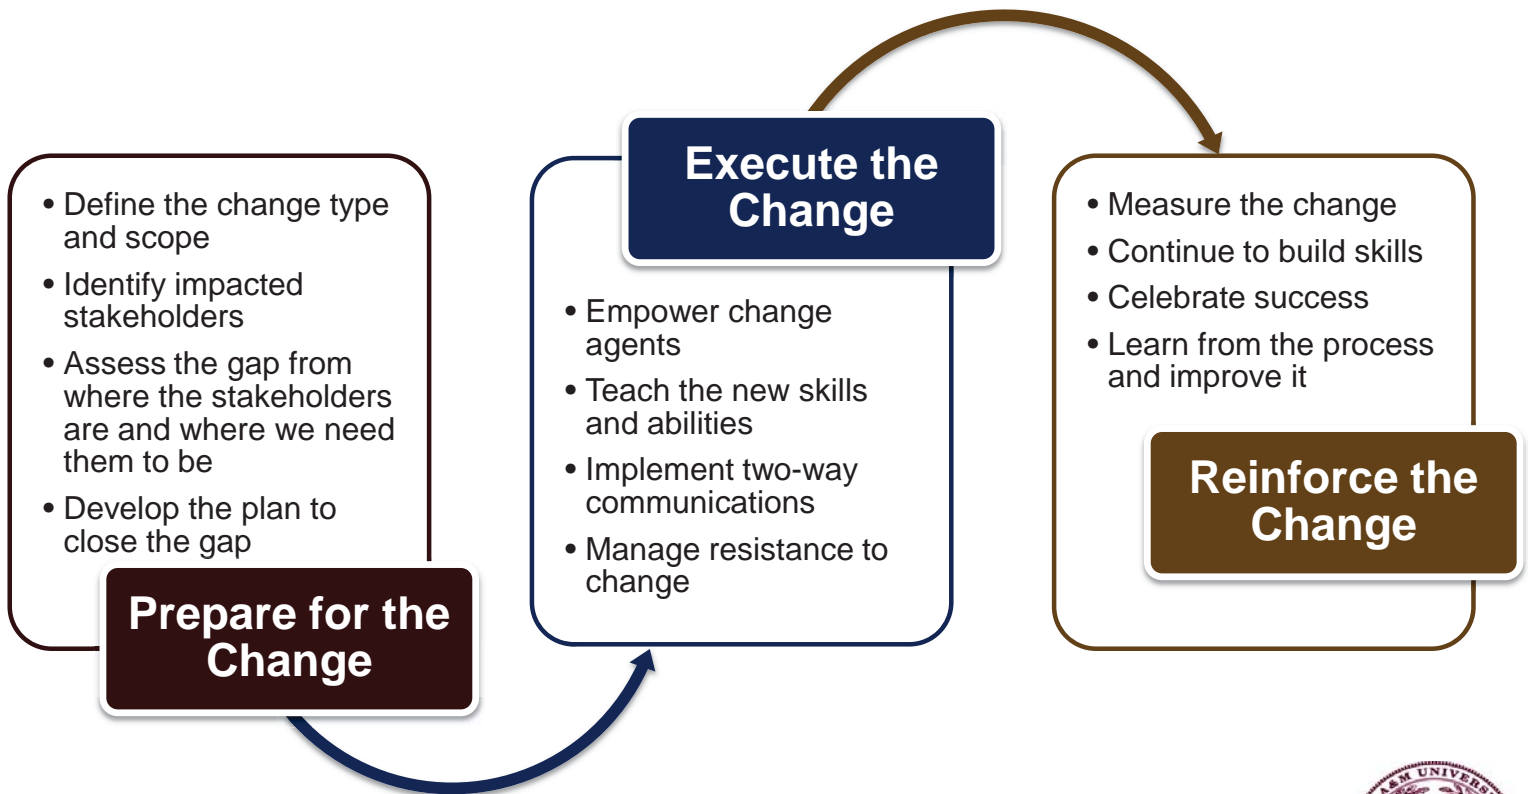 • Define the change type
and scope
• Identify impacted
stakeholders
• Assess the gap from
where the stakeholders
are and where we need
them to be
• Develop the plan to
close the gap
Prepare for the
Change
Execute the
Change
• Empower change
agents
• Teach the new skills
and abilities
• Implement two-way
communications
• Manage resistance to
change
• Measure the change
• Continue to build skills
• Celebrate success
• Learn from the process
and improve it
Reinforce the
Change
A&M